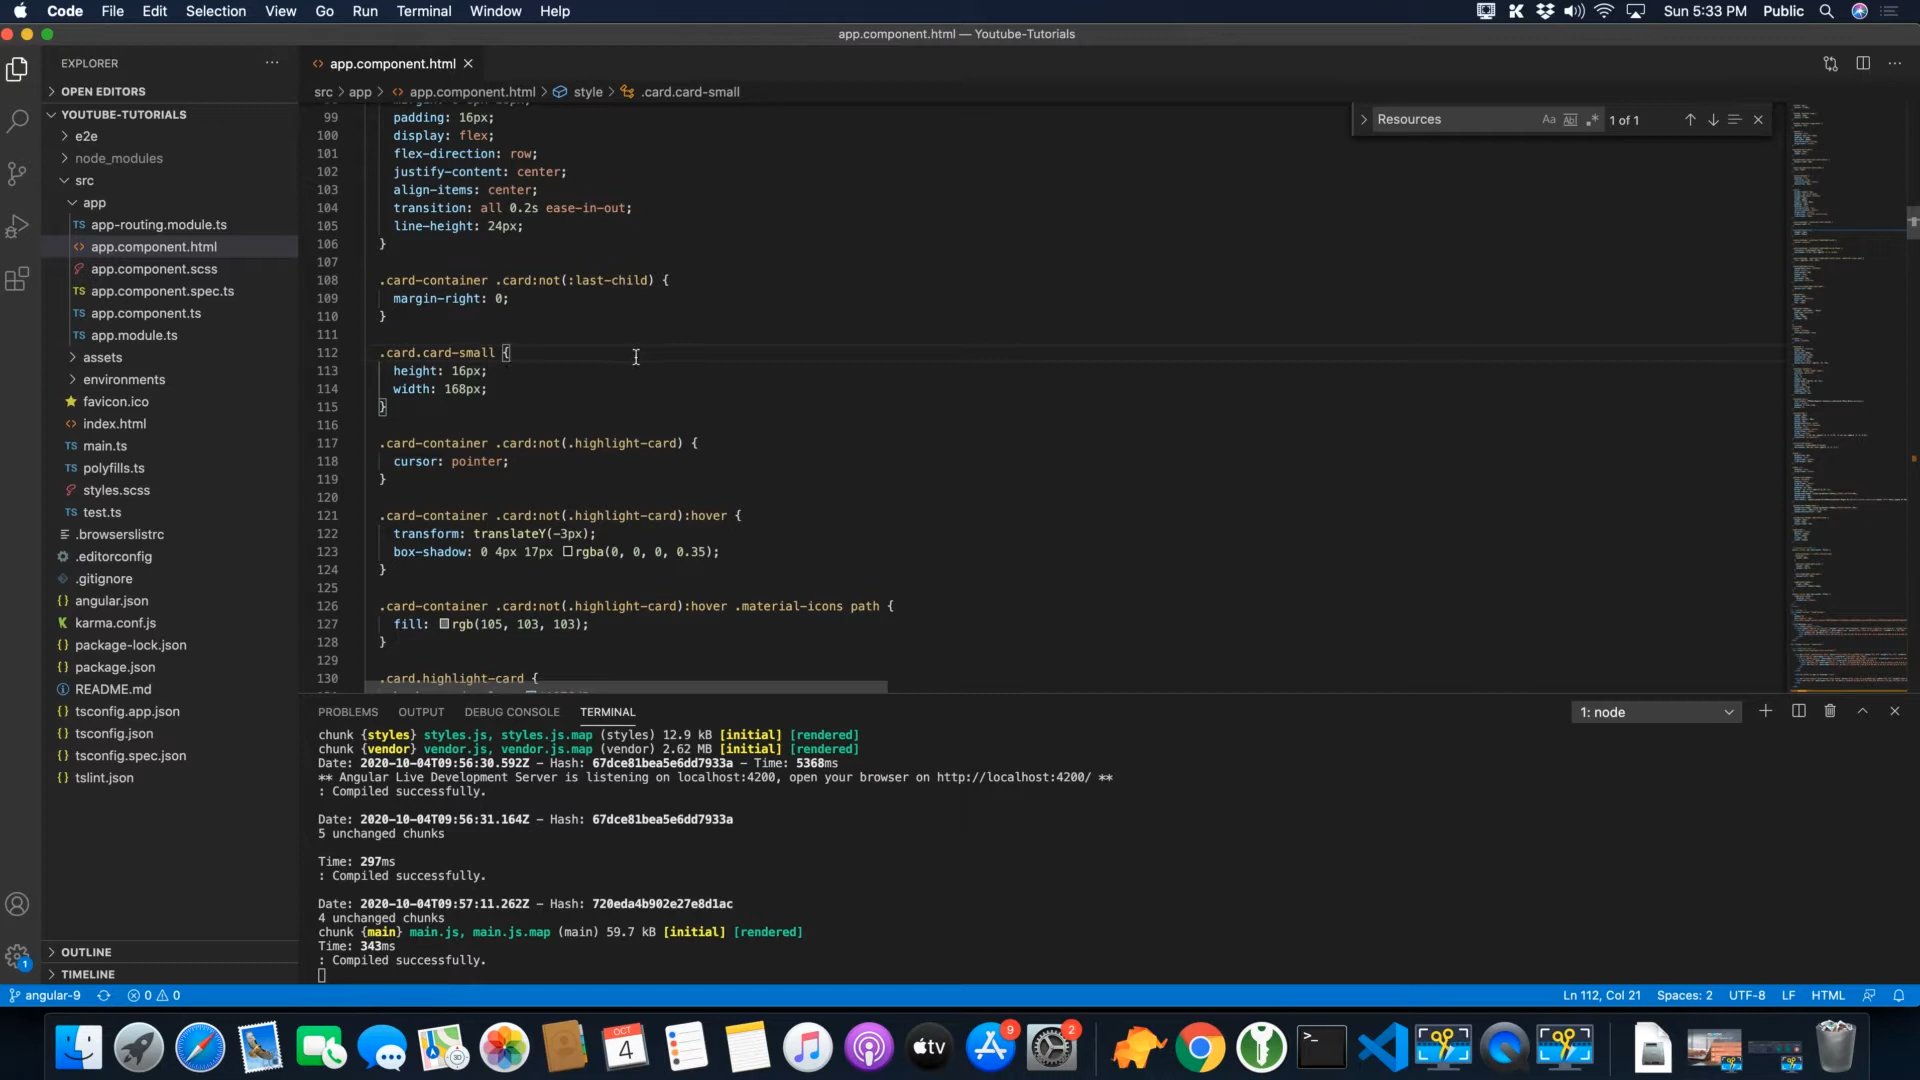 Code File Edit Selection View Go Run Terminal Window Help
Sun 5:33 PM Public
app.component.html — Youtube-Tutorials
EXPLORER
OPEN EDITORS
YOUTUBE-TUTORIALS
e2e
node_modules
src
app
TS app-routing.module.ts
<> app.component.html
app.component.scss
TS app.component.spec.ts
TS app.component.ts
TS app.module.ts
assets
environments
favicon.ico
<> index.html
TS main.ts
TS polyfills.ts
styles.scss
TS test.ts
.browserslistrc
.editorconfig
.gitignore
{} angular.json
K karma.conf.js
{} package-lock.json
{} package.json
README.md
{} tsconfig.app.json
{} tsconfig.json
{} tsconfig.spec.json
{} tslint.json
OUTLINE
TIMELINE
<> app.component.html
src > app > <> app.component.html > style > .card.card-small
Resources Aa Ab| .* 1 of 1
99 padding: 16px;
100 display: flex;
101 flex-direction: row;
102 justify-content: center;
103 align-items: center;
104 transition: all 0.2s ease-in-out;
105 line-height: 24px;
106 }
107
108 .card-container .card:not(:last-child) {
109 margin-right: 0;
110 }
111
112 .card.card-small {
113 height: 16px;
114 width: 168px;
115 }
116
117 .card-container .card:not(.highlight-card) {
118 cursor: pointer;
119 }
120
121 .card-container .card:not(.highlight-card):hover {
122 transform: translateY(-3px);
123 box-shadow: 0 4px 17px rgba(0, 0, 0, 0.35);
124 }
125
126 .card-container .card:not(.highlight-card):hover .material-icons path {
127 fill: rgb(105, 103, 103);
128 }
129
130 .card.highlight-card {
PROBLEMS OUTPUT DEBUG CONSOLE TERMINAL
1: node
chunk {styles} styles.js, styles.js.map (styles) 12.9 kB [initial] [rendered]
chunk {vendor} vendor.js, vendor.js.map (vendor) 2.62 MB [initial] [rendered]
Date: 2020-10-04T09:56:30.592Z - Hash: 67dce81bea5e6dd7933a - Time: 5368ms
** Angular Live Development Server is listening on localhost:4200, open your browser on http://localhost:4200/ **
: Compiled successfully.
Date: 2020-10-04T09:56:31.164Z - Hash: 67dce81bea5e6dd7933a
5 unchanged chunks
Time: 297ms
: Compiled successfully.
Date: 2020-10-04T09:57:11.262Z - Hash: 720eda4b902e27e8d1ac
4 unchanged chunks
chunk {main} main.js, main.js.map (main) 59.7 kB [initial] [rendered]
Time: 343ms
: Compiled successfully.
1
angular-9 0 0
Ln 112, Col 21 Spaces: 2 UTF-8 LF HTML
OCT
4
3D
tv
9
2
>_